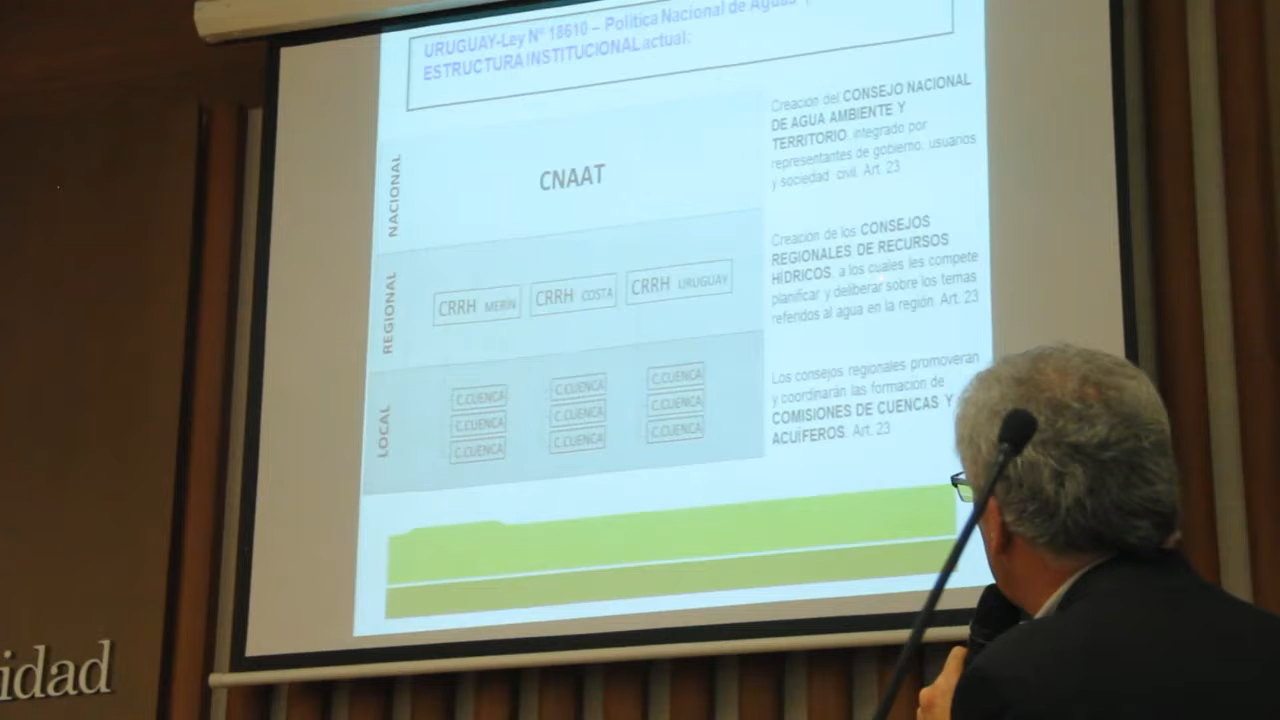 URUGUAY-Ley Nº 18610 – Política Nacional de Aguas
ESTRUCTURA INSTITUCIONAL actual:
NACIONAL
CNAAT
Creación del CONSEJO NACIONAL
DE AGUA AMBIENTE Y
TERRITORIO, integrado por
representantes de gobierno, usuarios
y sociedad civil. Art. 23
REGIONAL
CRRH MERÍN
CRRH COSTA
CRRH URUGUAY
Creación de los CONSEJOS
REGIONALES DE RECURSOS
HÍDRICOS, a los cuales les compete
planificar y deliberar sobre los temas
referidos al agua en la región. Art. 23
LOCAL
C.CUENCA
C.CUENCA
C.CUENCA
C.CUENCA
C.CUENCA
C.CUENCA
C.CUENCA
C.CUENCA
C.CUENCA
Los consejos regionales promoverán
y coordinarán las formación de
COMISIONES DE CUENCAS Y
ACUÍFEROS. Art. 23
idad